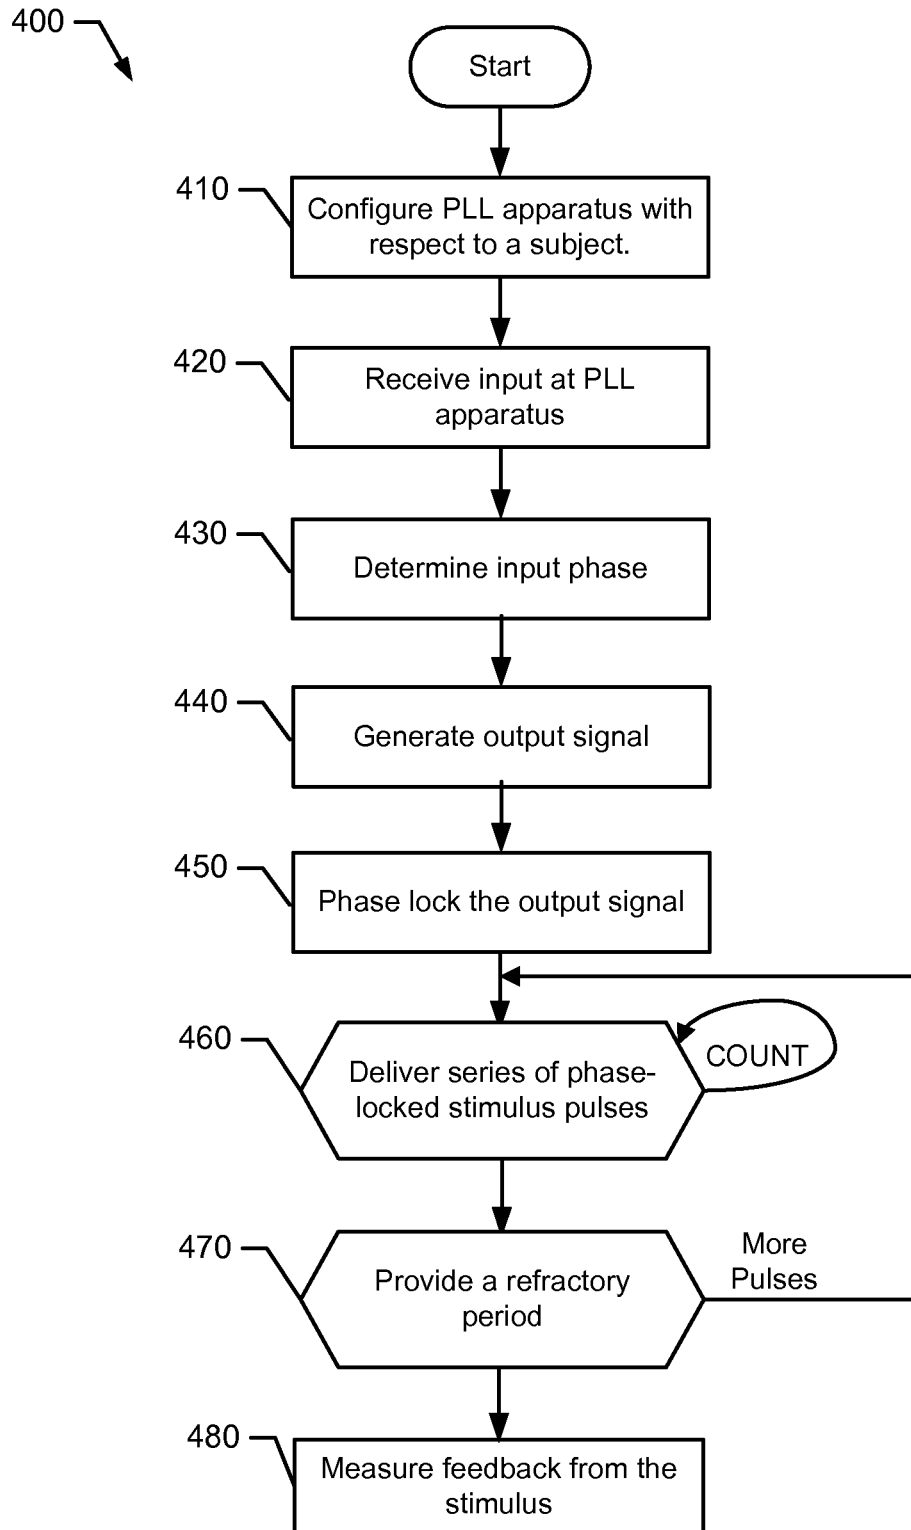 400
Start
410
Configure PLL apparatus with
respect to a subject.
420
Receive input at PLL
apparatus
430
Determine input phase
440
Generate output signal
450
Phase lock the output signal
460
Deliver series of phase-
locked stimulus pulses
COUNT
470
Provide a refractory
period
More
Pulses
480
Measure feedback from the
stimulus